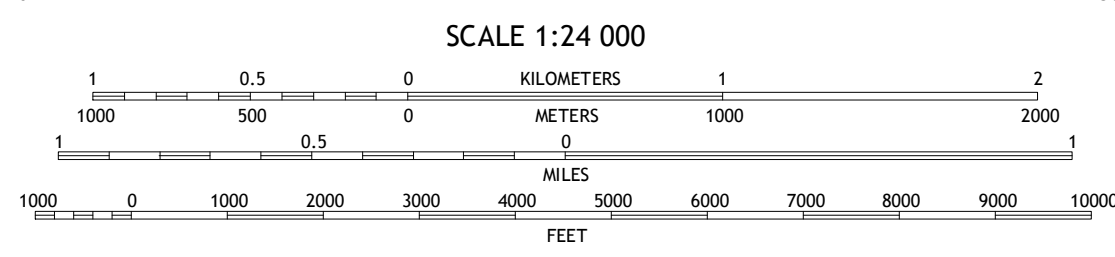 SCALE 1:24 000
1 0.5 0 KILOMETERS 1 2
1000 500 0 METERS 1000 2000
1 0.5 0 1
MILES
1000 0 1000 2000 3000 4000 5000 6000 7000 8000 9000 10000
FEET